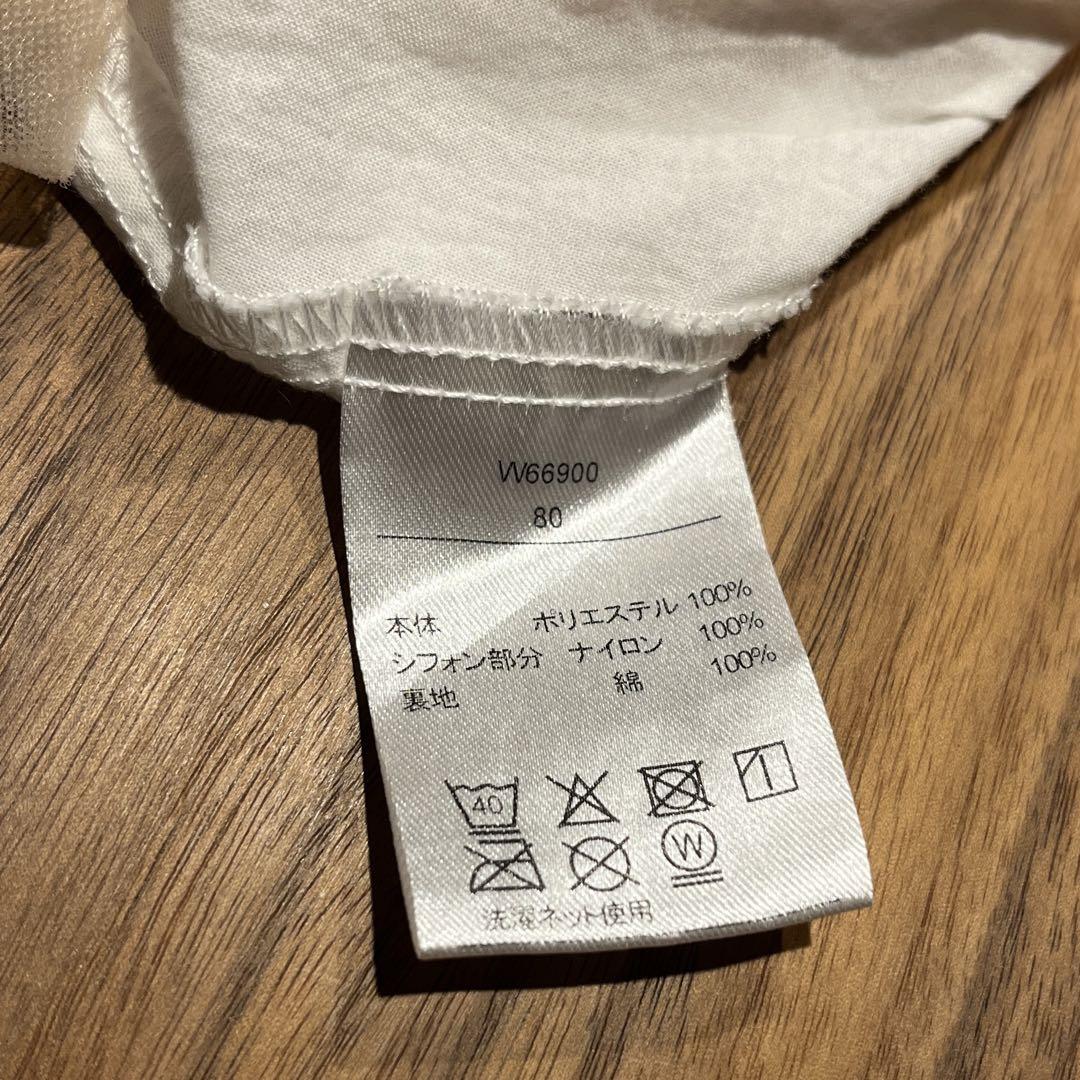 W66900
80
本体 ポリエステル 100%
シフォン部分 ナイロン 100%
裏地 綿 100%
40
W
洗濯ネット使用